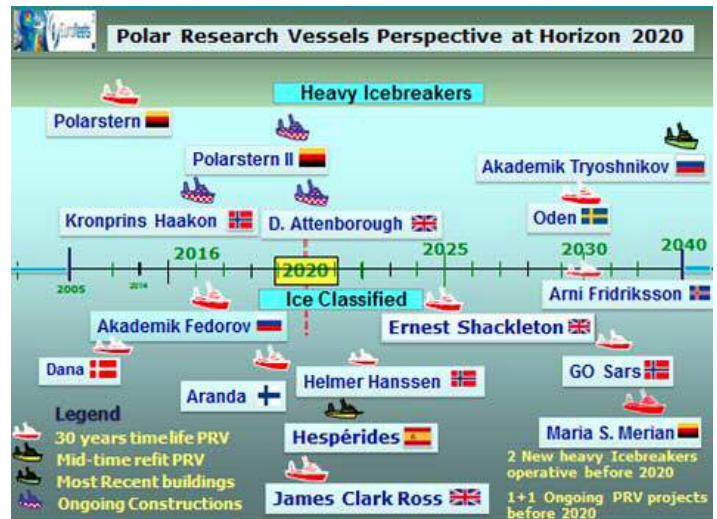 Eurofleets
Polar Research Vessels Perspective at Horizon 2020
Heavy Icebreakers
Polarstern
Polarstern II
Akademik Tryoshnikov
Kronprins Haakon
D. Attenborough
Oden
2005
2014
2016
2020
2025
2030
2040
Ice Classified
Arni Fridriksson
Akademik Fedorov
Ernest Shackleton
Dana
Aranda
Helmer Hanssen
GO Sars
Hespérides
Maria S. Merian
James Clark Ross
Legend
30 years timelife PRV
Mid-time refit PRV
Most Recent buildings
Ongoing Constructions
2 New heavy Icebreakers
operative before 2020
1+1 Ongoing PRV projects
before 2020